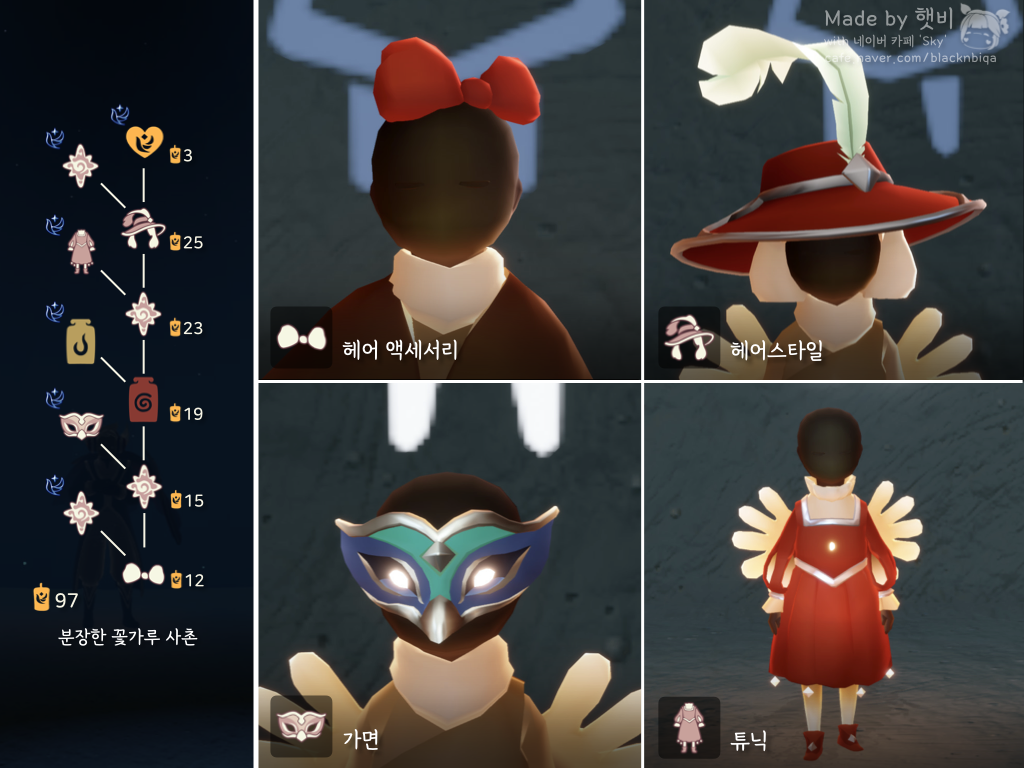 Made by 햇비
with 네이버 카페 'Sky'
cafe.naver.com/blacknbiqa
3
25
23
19
15
12
97
분장한 꽃가루 사촌
헤어 액세서리
헤어스타일
가면
튜닉